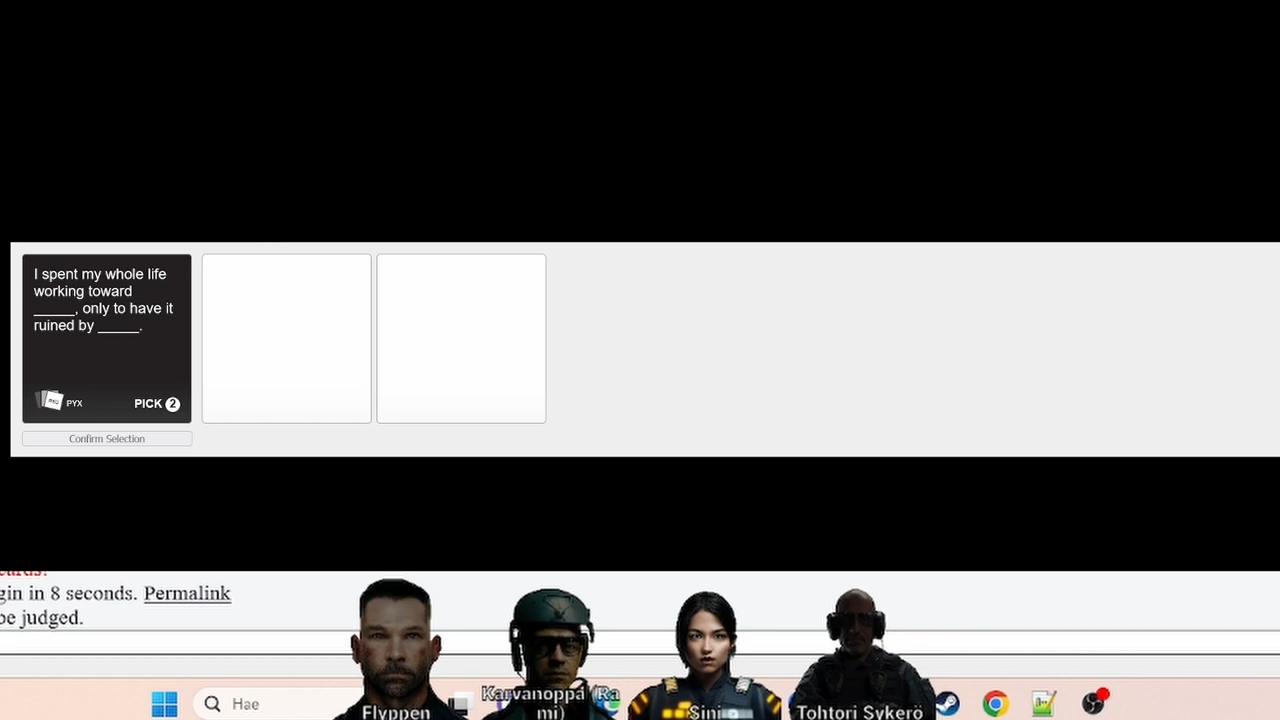 I spent my whole life
working toward
_____, only to have it
ruined by _____.
PYX
PICK 2
Confirm Selection
cards!
gin in 8 seconds. Permalink
be judged.
Hae
Flyppen
Karvanoppa (Ra
mi)
Sini
Tohtori Sykerö